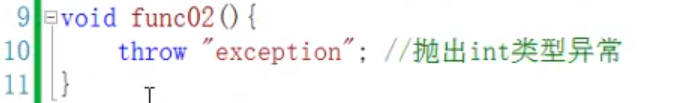 9 void func02(){
10 throw "exception"; //抛出int类型异常
11 }